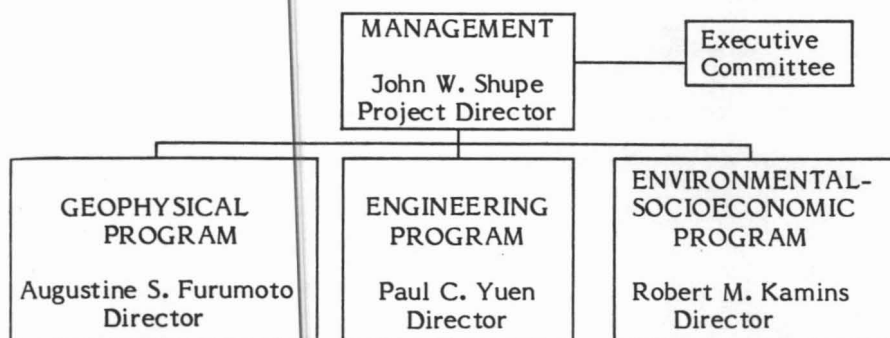 MANAGEMENT
John W. Shupe
Project Director
Executive
Committee
GEOPHYSICAL
PROGRAM
Augustine S. Furumoto
Director
ENGINEERING
PROGRAM
Paul C. Yuen
Director
ENVIRONMENTAL-
SOCIOECONOMIC
PROGRAM
Robert M. Kamins
Director